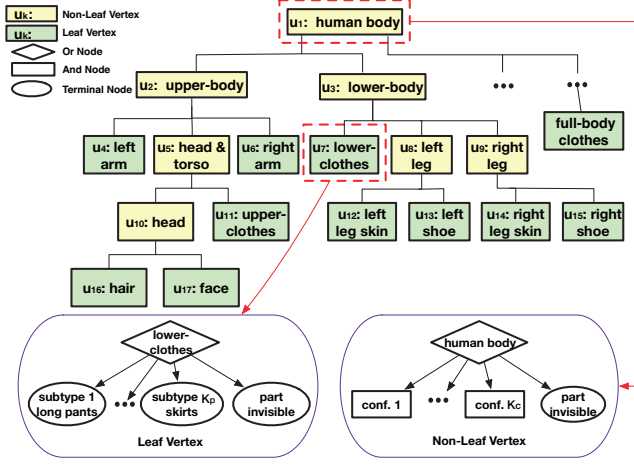 uₖ: Non-Leaf Vertex
uₖ: Leaf Vertex
Or Node
And Node
Terminal Node
u₁: human body
u₂: upper-body
u₃: lower-body
•••
•••
u₄: left
arm
u₅: head &
torso
u₆: right
arm
u₇: lower-
clothes
u₈: left
leg
u₉: right
leg
full-body
clothes
u₁₀: head
u₁₁: upper-
clothes
u₁₂: left
leg skin
u₁₃: left
shoe
u₁₄: right
leg skin
u₁₅: right
shoe
u₁₆: hair
u₁₇: face
lower-
clothes
subtype 1
long pants
•••
subtype Kₚ
skirts
part
invisible
Leaf Vertex
human body
conf. 1
•••
conf. K꜀
part
invisible
Non-Leaf Vertex